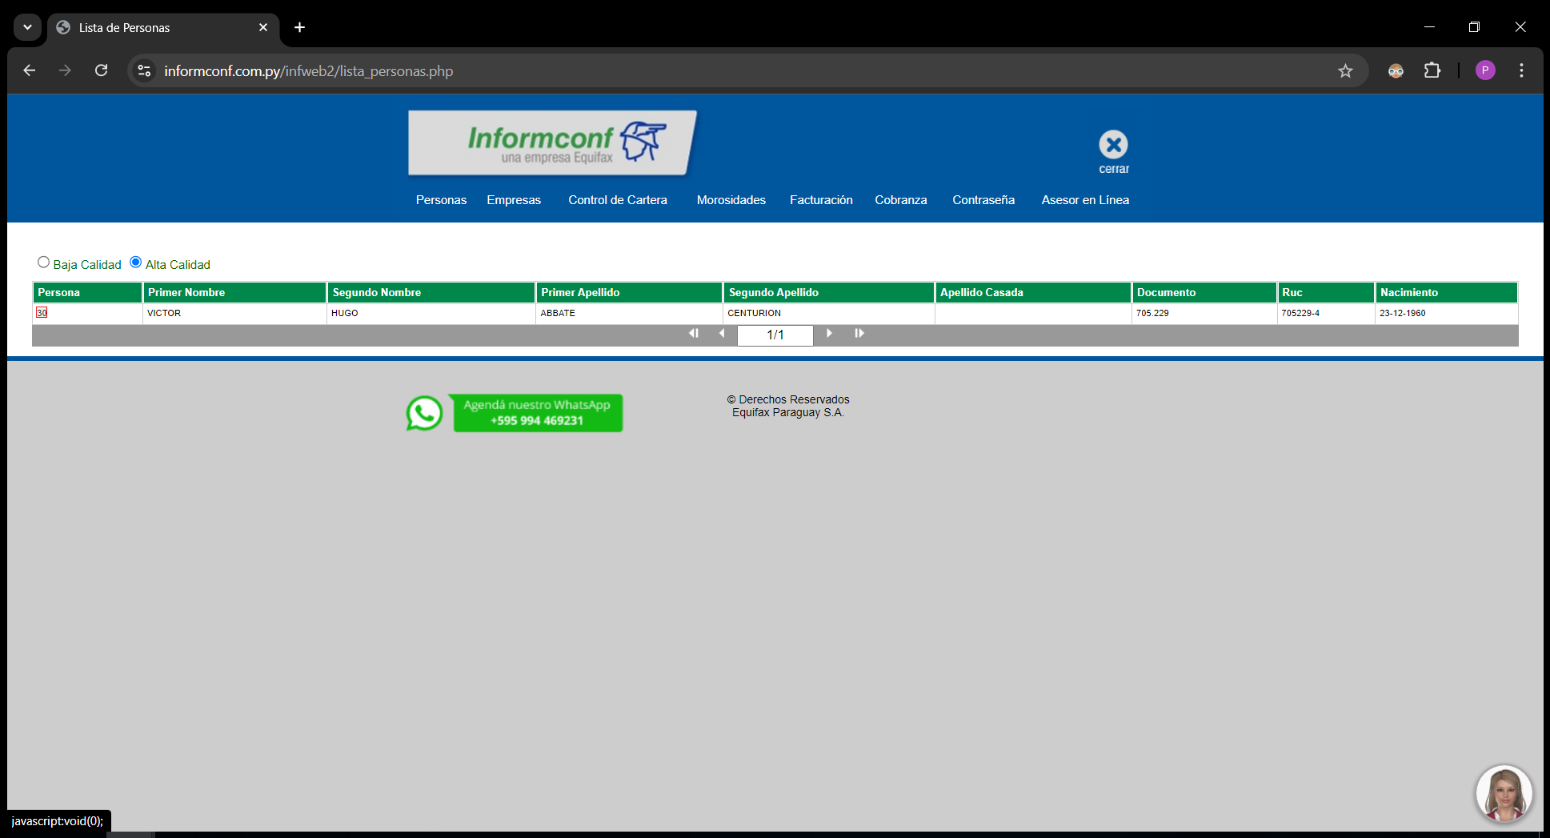 Lista de Personas
informconf.com.py/infweb2/lista_personas.php
P
Informconf
una empresa Equifax
cerrar
Personas Empresas Control de Cartera Morosidades Facturación Cobranza Contraseña Asesor en Línea
Baja Calidad Alta Calidad
Persona Primer Nombre Segundo Nombre Primer Apellido Segundo Apellido Apellido Casada Documento Ruc Nacimiento
30 VICTOR HUGO ABBATE CENTURION 705.229 705229-4 23-12-1960
1/1
Agendá nuestro WhatsApp
+595 994 469231
© Derechos Reservados
Equifax Paraguay S.A.
javascript:void(0);